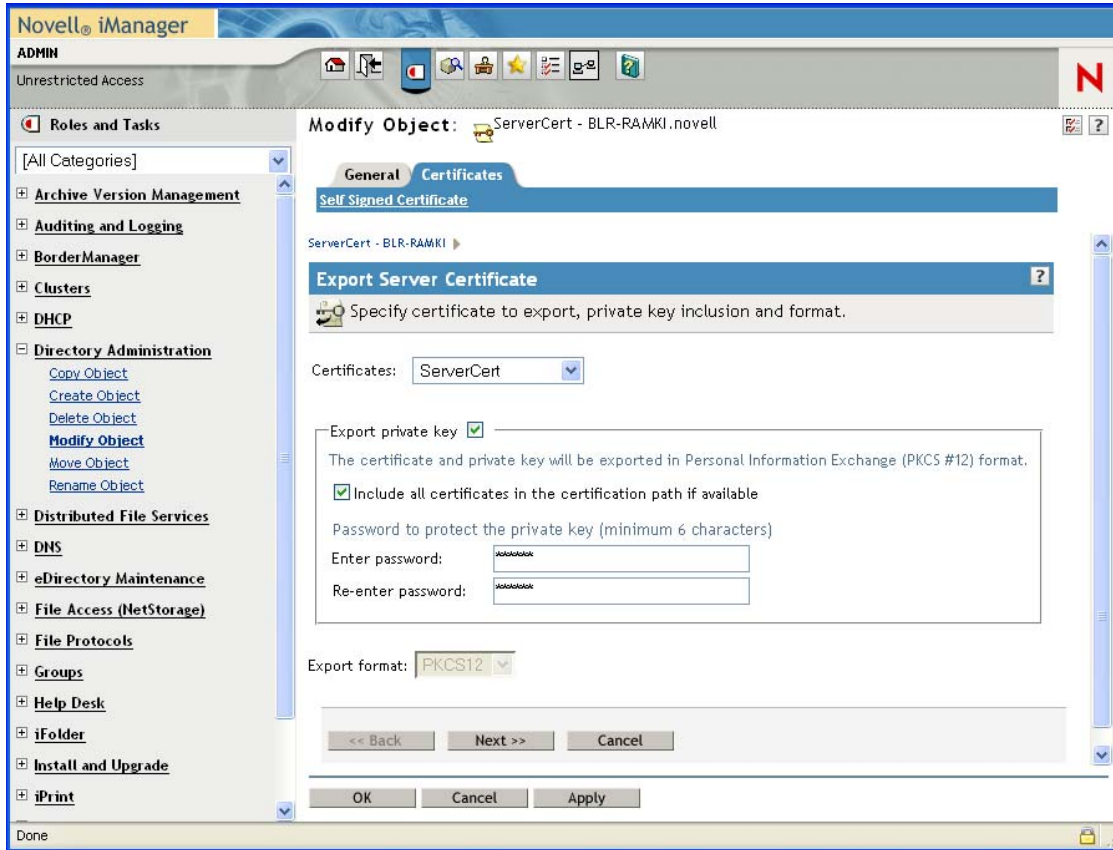 Novell® iManager
ADMIN
Unrestricted Access
N
Roles and Tasks
[All Categories]
Archive Version Management
Auditing and Logging
BorderManager
Clusters
DHCP
Directory Administration
Copy Object
Create Object
Delete Object
Modify Object
Move Object
Rename Object
Distributed File Services
DNS
eDirectory Maintenance
File Access (NetStorage)
File Protocols
Groups
Help Desk
iFolder
Install and Upgrade
iPrint
Modify Object: ServerCert - BLR-RAMKI.novell
?
General Certificates
Self Signed Certificate
ServerCert - BLR-RAMKI
Export Server Certificate ?
Specify certificate to export, private key inclusion and format.
Certificates: ServerCert
Export private key
The certificate and private key will be exported in Personal Information Exchange (PKCS #12) format.
Include all certificates in the certification path if available
Password to protect the private key (minimum 6 characters)
Enter password: *******
Re-enter password: *******
Export format: PKCS12
<< Back Next >> Cancel
OK Cancel Apply
Done